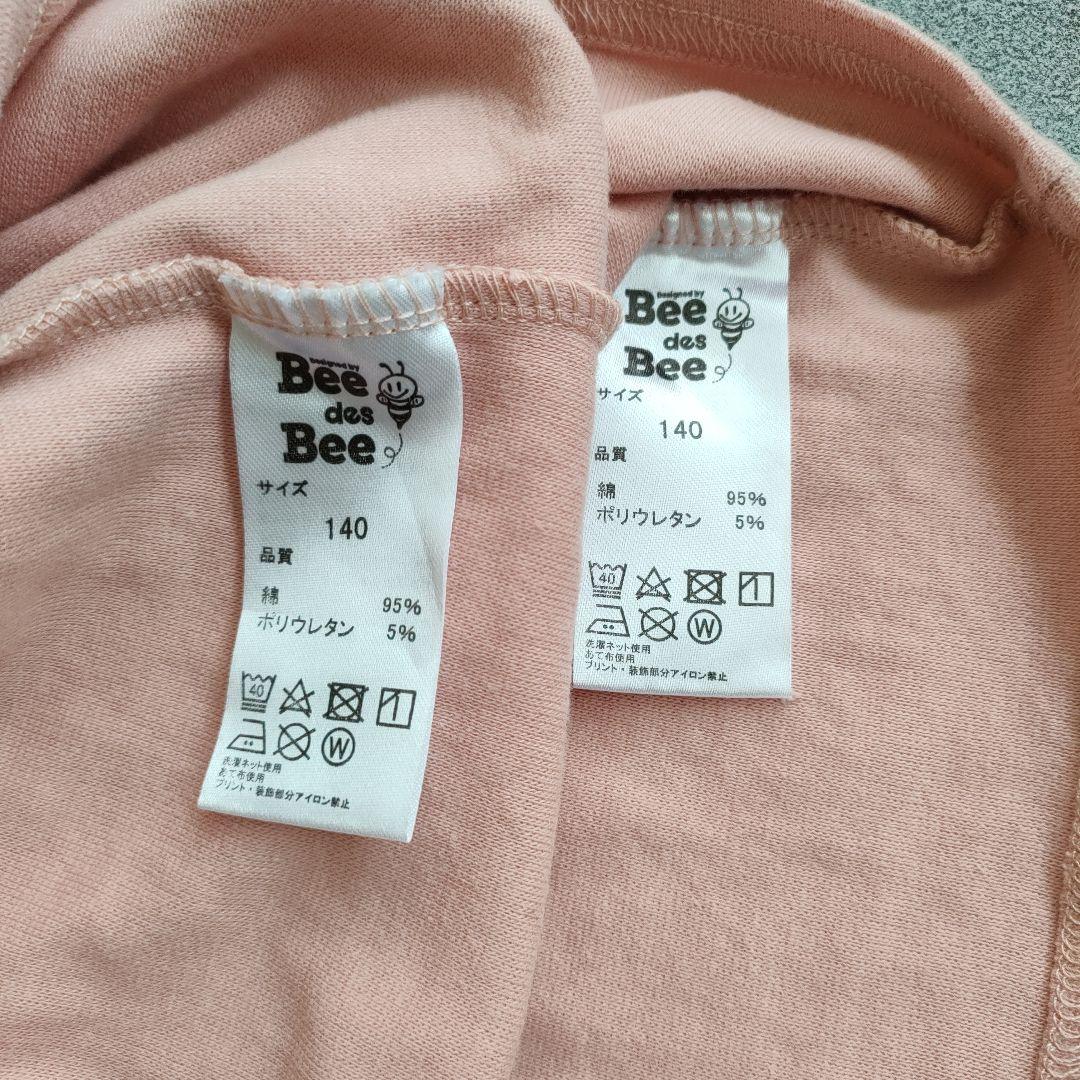 Designed by
Bee
des
Bee
サイズ
140
品質
綿 95%
ポリウレタン 5%
40
1
W
洗濯ネット使用
あて布使用
プリント・装飾部分アイロン禁止
Designed by
Bee
des
Bee
サイズ
140
品質
綿 95%
ポリウレタン 5%
40
1
W
洗濯ネット使用
あて布使用
プリント・装飾部分アイロン禁止